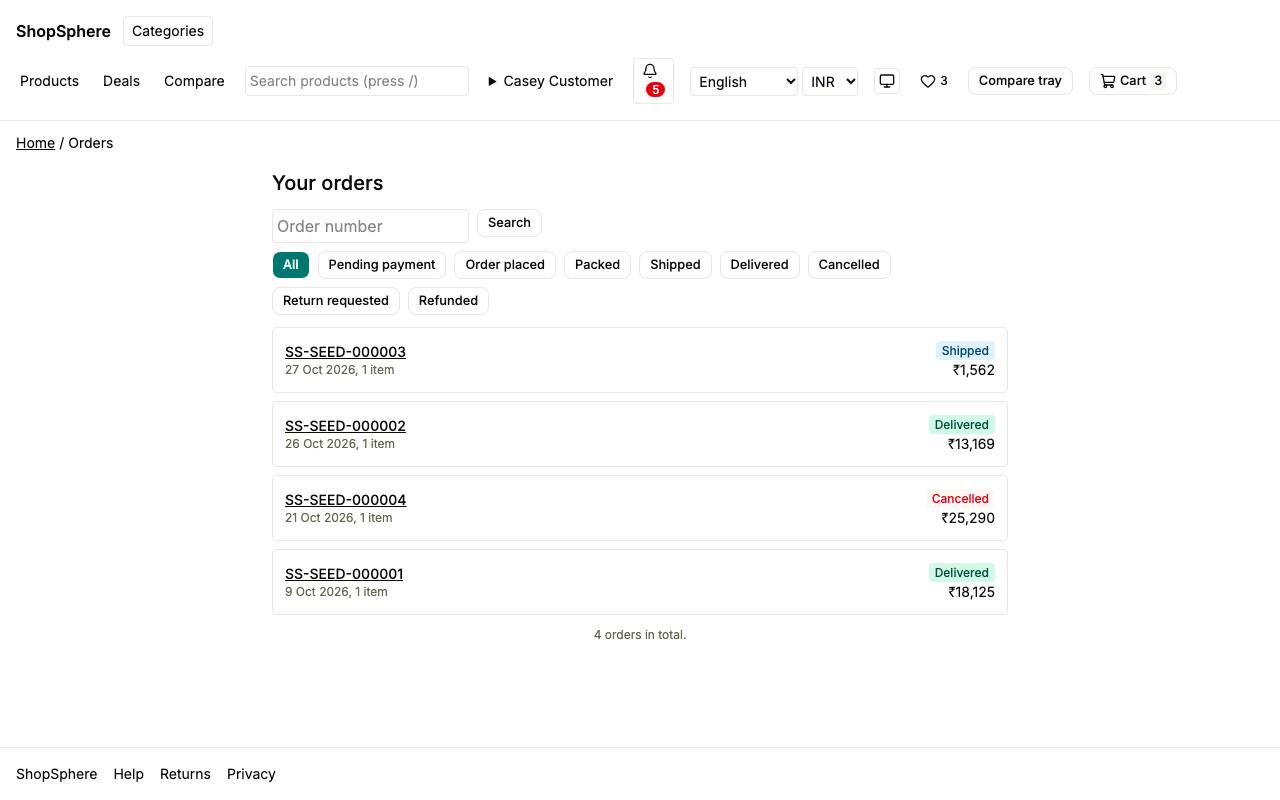 ShopSphere Categories
Products Deals Compare Search products (press /) Casey Customer 5 English INR 3 Compare tray Cart 3
Home / Orders
Your orders
Order number Search
All Pending payment Order placed Packed Shipped Delivered Cancelled
Return requested Refunded
SS-SEED-000003 Shipped
27 Oct 2026, 1 item ₹1,562
SS-SEED-000002 Delivered
26 Oct 2026, 1 item ₹13,169
SS-SEED-000004 Cancelled
21 Oct 2026, 1 item ₹25,290
SS-SEED-000001 Delivered
9 Oct 2026, 1 item ₹18,125
4 orders in total.
ShopSphere Help Returns Privacy